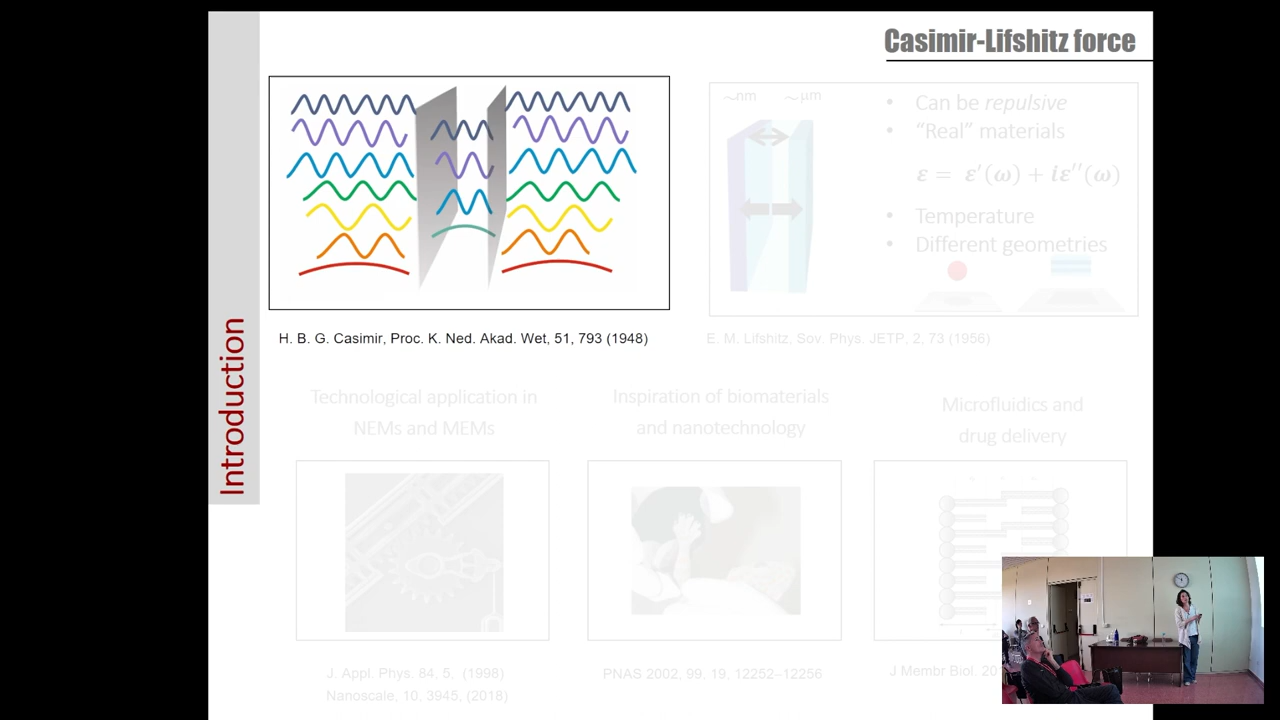 Casimir-Lifshitz force
Introduction
H. B. G. Casimir, Proc. K. Ned. Akad. Wet, 51, 793 (1948)
~nm ~μm
• Can be repulsive
• “Real” materials
ε = ε′(ω) + iε′′(ω)
• Temperature
• Different geometries
E. M. Lifshitz, Sov. Phys. JETP, 2, 73 (1956)
Technological application in
NEMs and MEMs
J. Appl. Phys. 84, 5, (1998)
Nanoscale, 10, 3945, (2018)
Inspiration of biomaterials
and nanotechnology
PNAS 2002, 99, 19, 12252–12256
Microfluidics and
drug delivery
J Membr Biol.